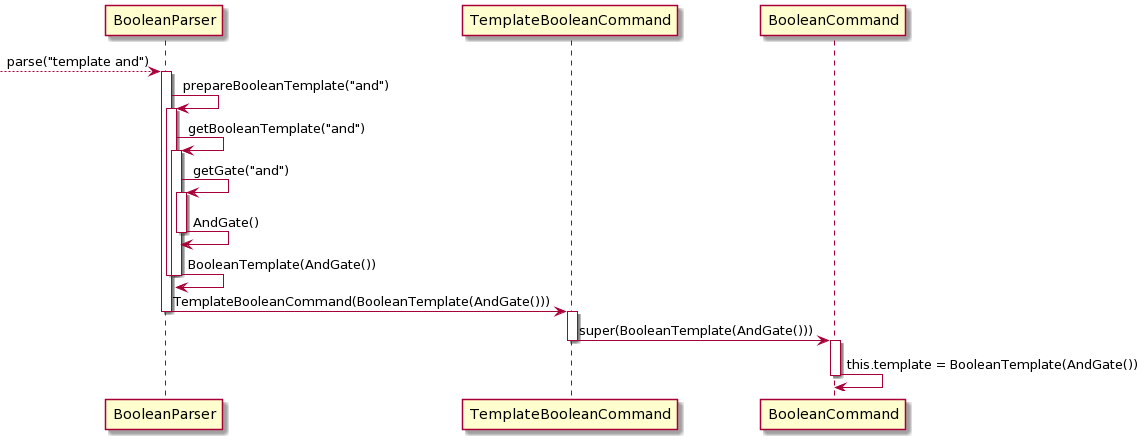 BooleanParser
TemplateBooleanCommand
BooleanCommand
parse("template and")
prepareBooleanTemplate("and")
getBooleanTemplate("and")
getGate("and")
AndGate()
BooleanTemplate(AndGate())
TemplateBooleanCommand(BooleanTemplate(AndGate()))
super(BooleanTemplate(AndGate()))
this.template = BooleanTemplate(AndGate())
BooleanParser
TemplateBooleanCommand
BooleanCommand